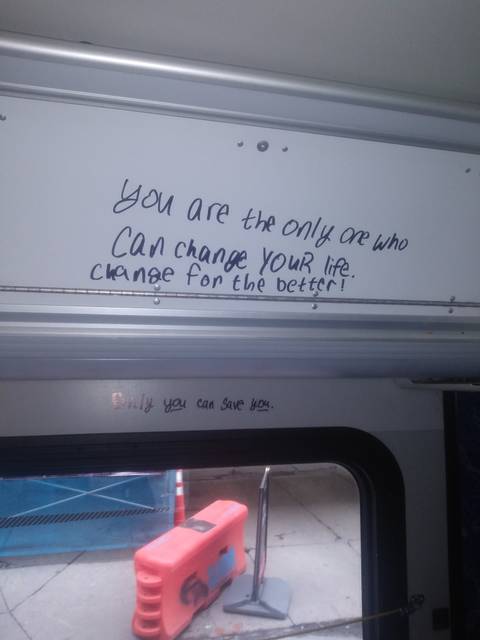 you are the only one who
can change YOUR life.
change for the better!
Only you can save you.